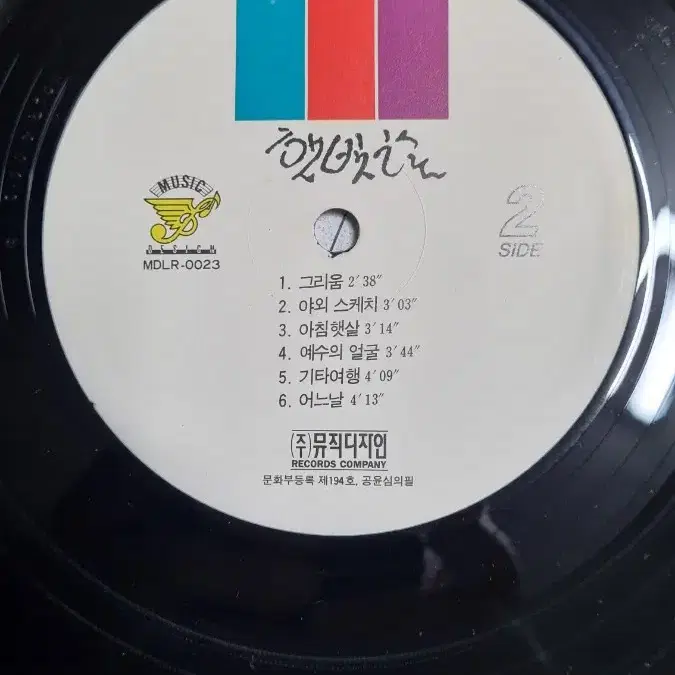 햇빛촌
MUSIC
DESIGN
MDLR-0023
2
SIDE
1. 그리움 2′38″
2. 야외 스케치 3′03″
3. 아침햇살 3′14″
4. 예수의 얼굴 3′44″
5. 기타여행 4′09″
6. 어느날 4′13″
(주)뮤직디자인
RECORDS COMPANY
문화부등록 제194호, 공윤심의필